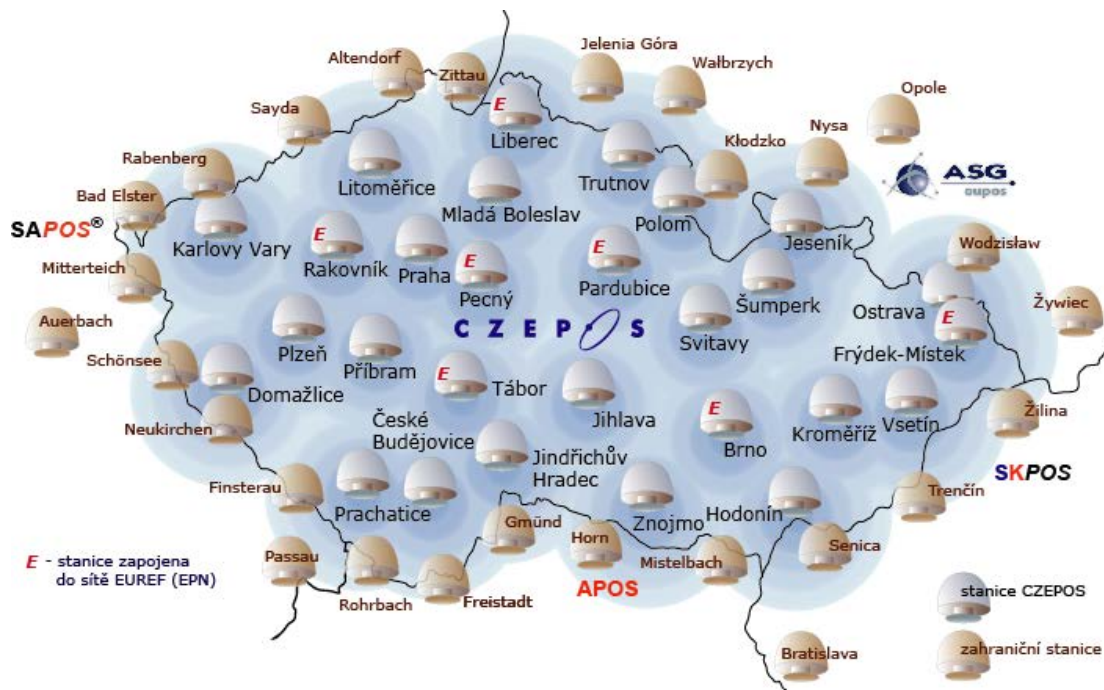 Altendorf
Zittau
Jelenia Góra
Wałbrzych
Opole
Sayda
E
Liberec
Kłodzko
Nysa
Rabenberg
Litoměřice
Mladá Boleslav
Trutnov
Polom
ASG
eupos
Bad Elster
SAPOS®
Karlovy Vary
E
Rakovník
Praha
E
Pecný
E
Pardubice
Jeseník
Šumperk
Wodzisław
Mitterteich
Ostrava
Żywiec
Auerbach
Schönsee
Plzeň
Příbram
CZEPOS
Svitavy
E
Frýdek-Místek
Domažlice
E
Tábor
Jihlava
E
Brno
Kroměříž
Vsetín
Žilina
Neukirchen
České
Budějovice
Jindřichův
Hradec
SKPOS
Finsterau
Prachatice
Gmünd
Znojmo
Hodonín
Trenčín
Horn
Mistelbach
Senica
E - stanice zapojena
do sítě EUREF (EPN)
Passau
Rohrbach
Freistadt
APOS
stanice CZEPOS
Bratislava
zahraniční stanice